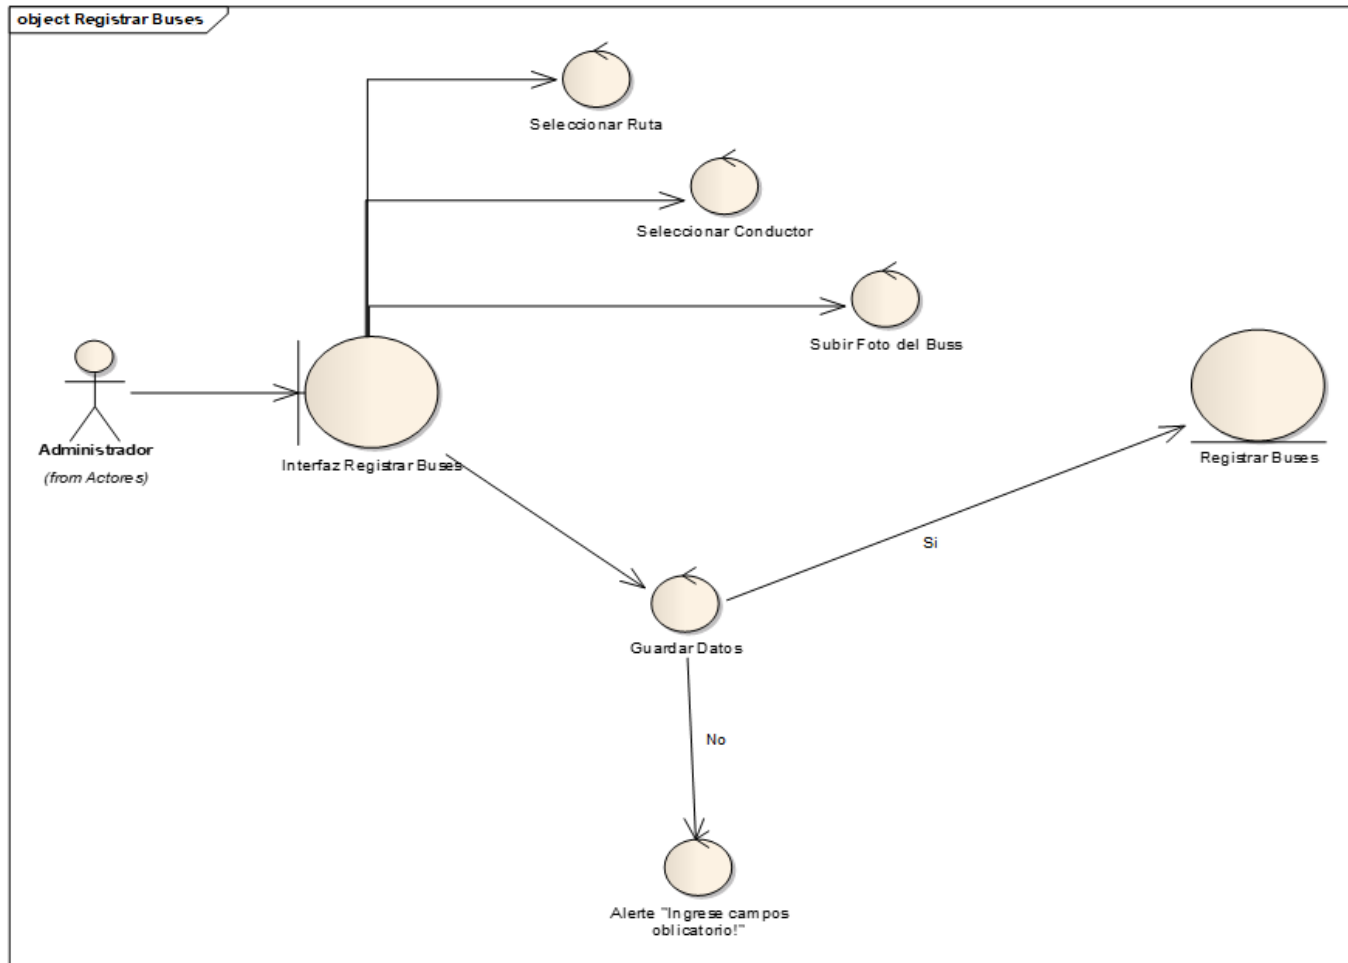 object Registrar Buses
Seleccionar Ruta
Seleccionar Conductor
Subir Foto del Buss
Administrador
(from Actores)
Interfaz Registrar Buses
Registrar Buses
Si
Guardar Datos
No
Alerte "Ingrese campos
oblicatorio!"